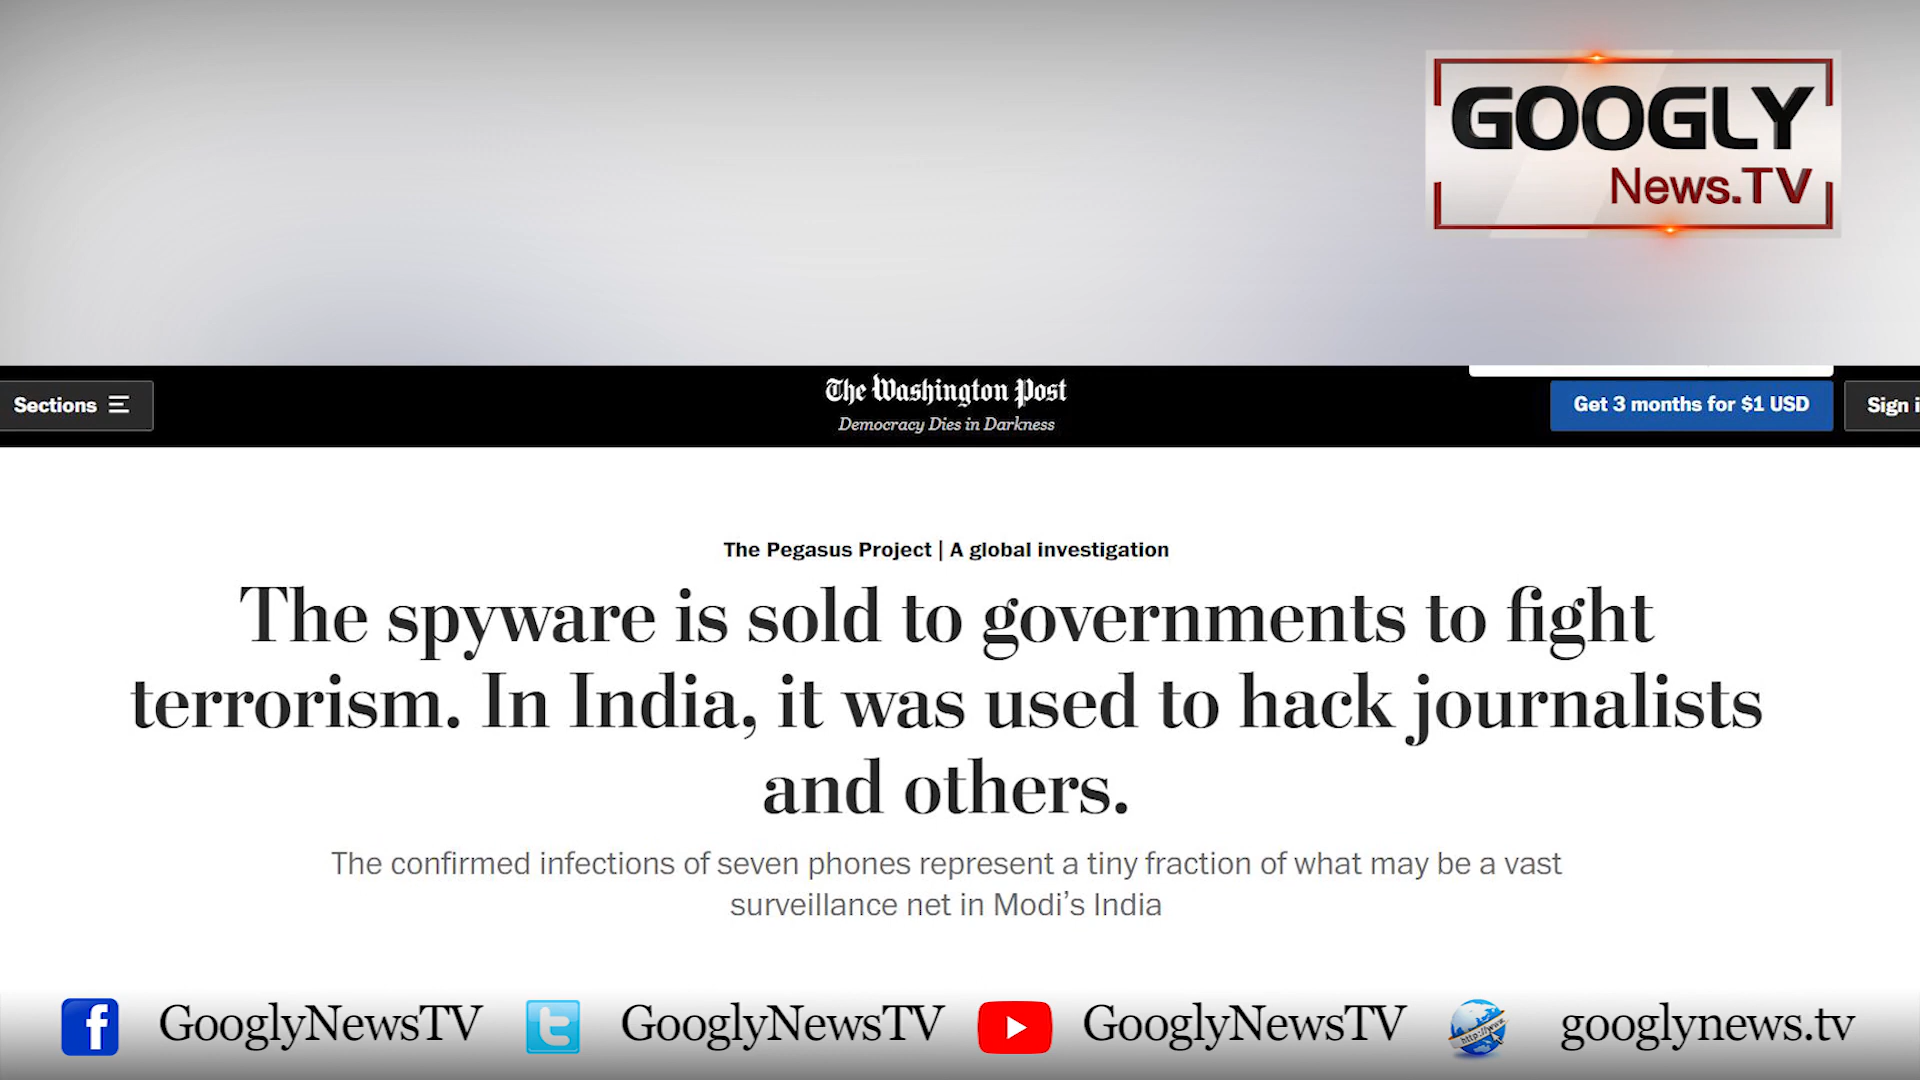 GOOGLY
News.TV
Sections
The Washington Post
Democracy Dies in Darkness
Get 3 months for $1 USD
Sign i
The Pegasus Project | A global investigation
The spyware is sold to governments to fight
terrorism. In India, it was used to hack journalists
and others.
The confirmed infections of seven phones represent a tiny fraction of what may be a vast
surveillance net in Modi's India
GooglyNewsTV
GooglyNewsTV
GooglyNewsTV
http://www.
googlynews.tv